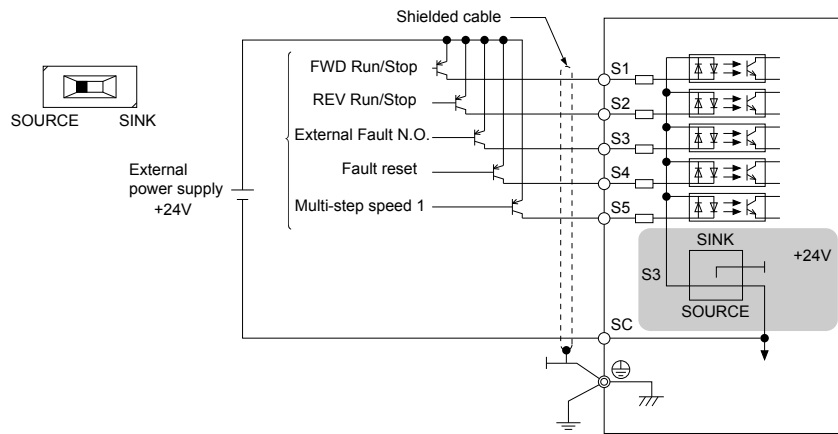 Shielded cable
FWD Run/Stop
REV Run/Stop
External Fault N.O.
Fault reset
Multi-step speed 1
SOURCE
SINK
External
power supply
+24V
S1
S2
S3
S4
S5
SINK
+24V
S3
SOURCE
SC